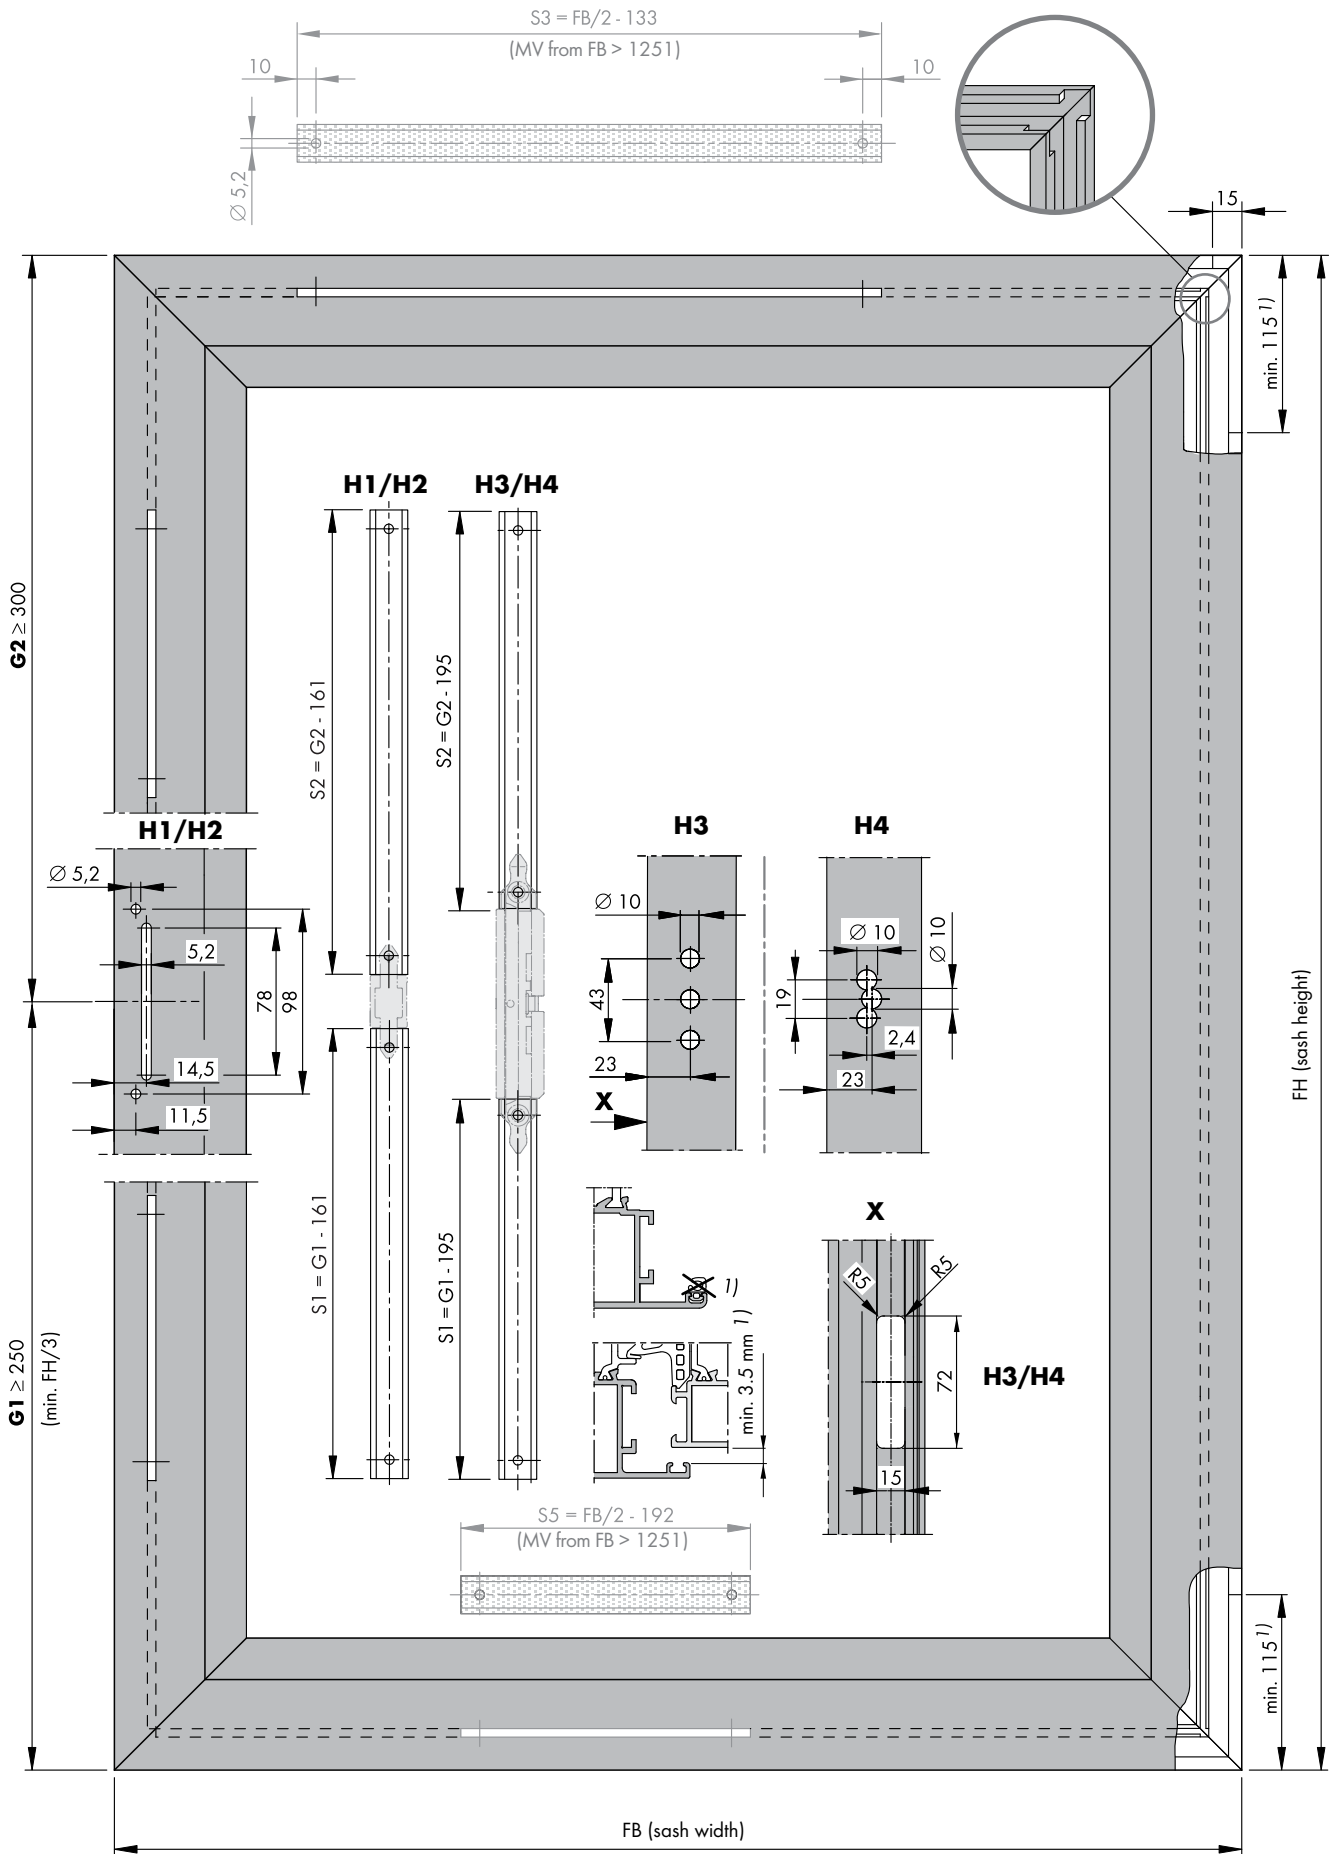 S3 = FB/2 - 133
(MV from FB > 1251)
10
10
Ø 5,2
15
min. 115 1)
G2 ≥ 300
H1/H2
H3/H4
S2 = G2 - 161
S2 = G2 - 195
H1/H2
Ø 5,2
5,2
78
98
14,5
11,5
H3
Ø 10
43
23
X
H4
Ø 10
Ø 10
19
2,4
23
FH (sash height)
G1 ≥ 250
(min. FH/3)
S1 = G1 - 161
S1 = G1 - 195
1)
min. 3.5 mm 1)
X
R5
R5
72
H3/H4
15
S5 = FB/2 - 192
(MV from FB > 1251)
min. 115 1)
FB (sash width)